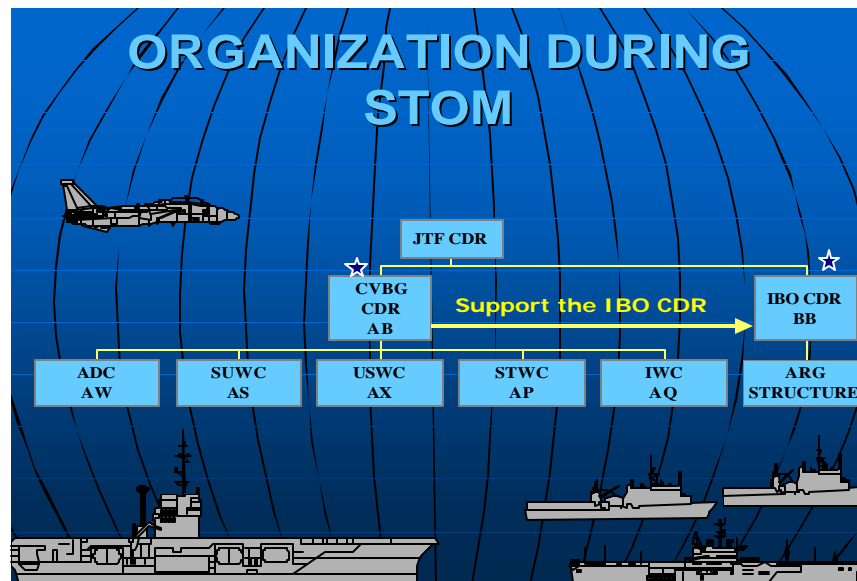 ORGANIZATION DURING
STOM
JTF CDR
CVBG
CDR
AB
Support the IBO CDR
IBO CDR
BB
ADC
AW
SUWC
AS
USWC
AX
STWC
AP
IWC
AQ
ARG
STRUCTURE